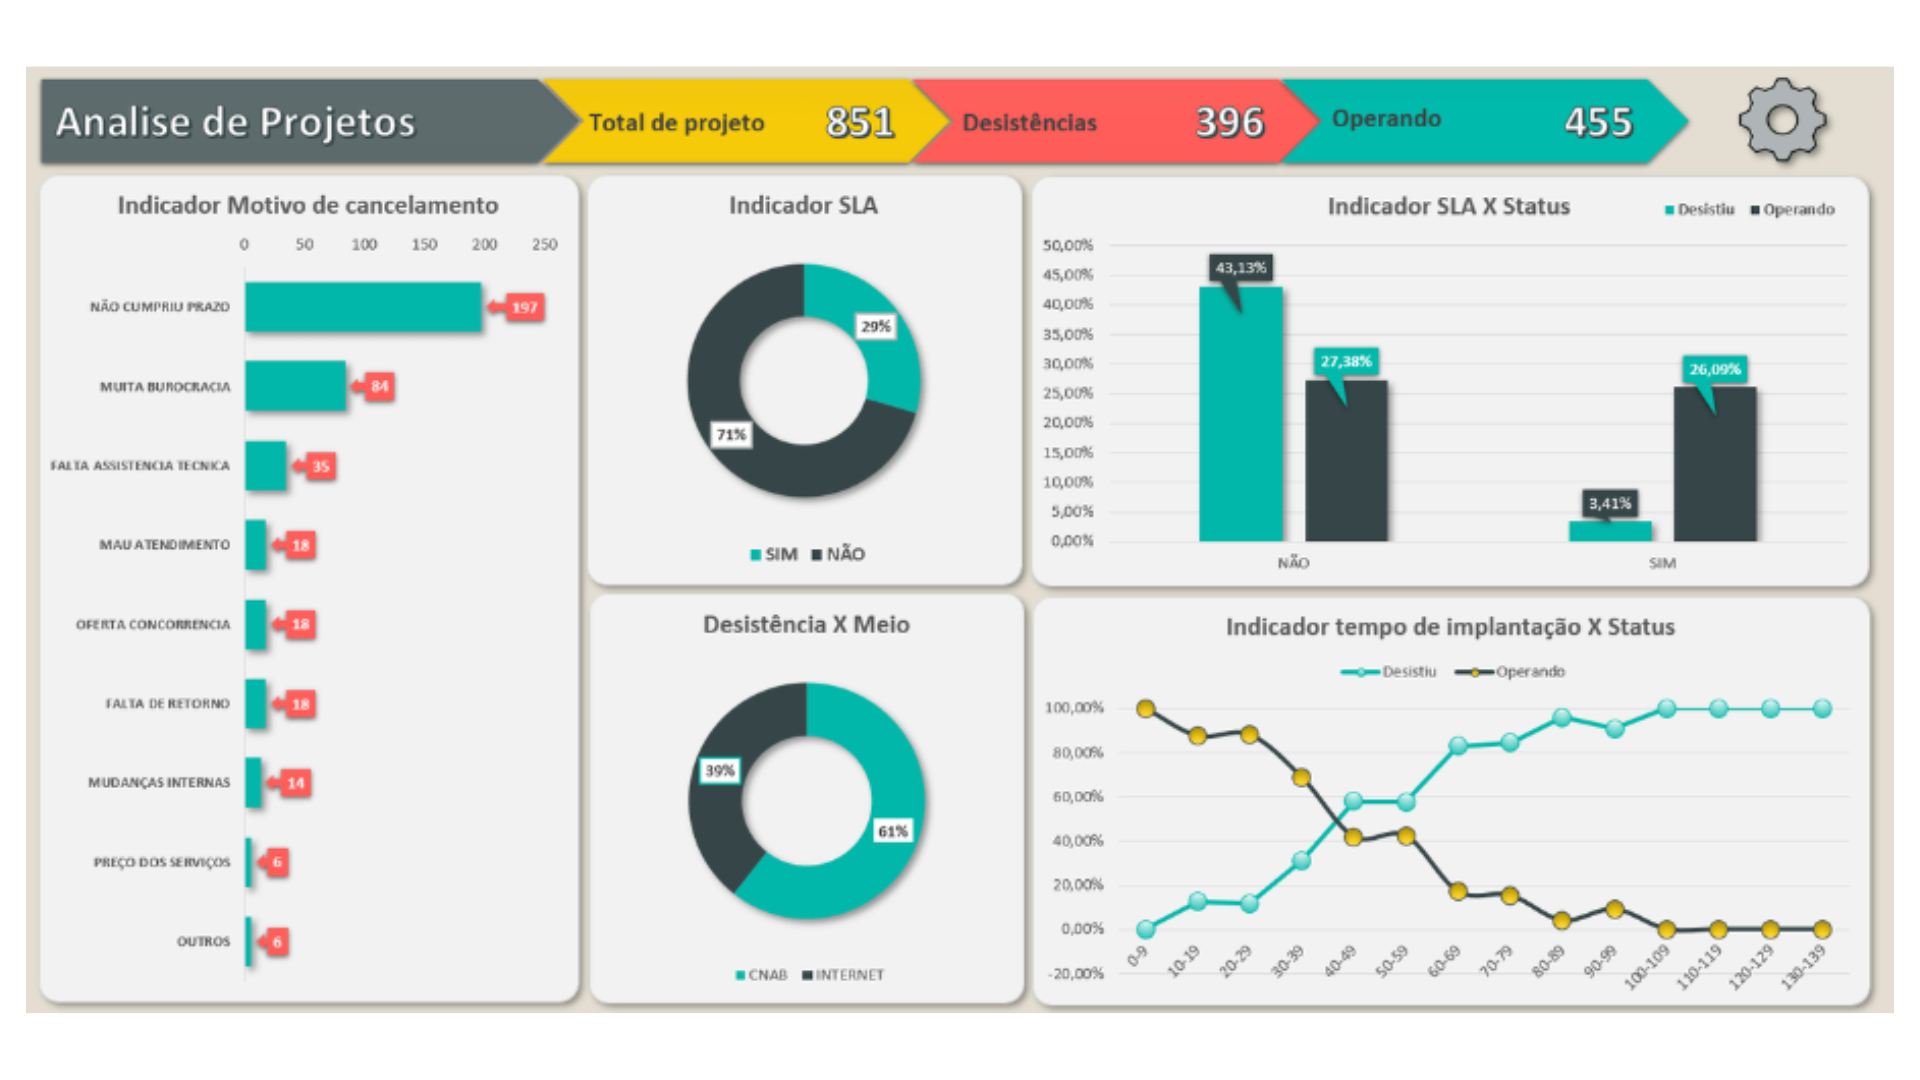 Analise de Projetos
Total de projeto 851
Desistências 396
Operando 455
Indicador Motivo de cancelamento
0 50 100 150 200 250
NÃO CUMPRIU PRAZO 197
MUITA BUROCRACIA 84
FALTA ASSISTENCIA TECNICA 35
MAU ATENDIMENTO 18
OFERTA CONCORRENCIA 18
FALTA DE RETORNO 18
MUDANÇAS INTERNAS 14
PREÇO DOS SERVIÇOS 6
OUTROS 6
Indicador SLA
29%
71%
SIM NÃO
Indicador SLA X Status
Desistiu Operando
50,00%
45,00%
40,00%
35,00%
30,00%
25,00%
20,00%
15,00%
10,00%
5,00%
0,00%
43,13%
27,38%
26,09%
3,41%
NÃO SIM
Desistência X Meio
39%
61%
CNAB INTERNET
Indicador tempo de implantação X Status
Desistiu Operando
100,00%
80,00%
60,00%
40,00%
20,00%
0,00%
-20,00%
0-9 10-19 20-29 30-39 40-49 50-59 60-69 70-79 80-89 90-99 100-109 110-119 120-129 130-139